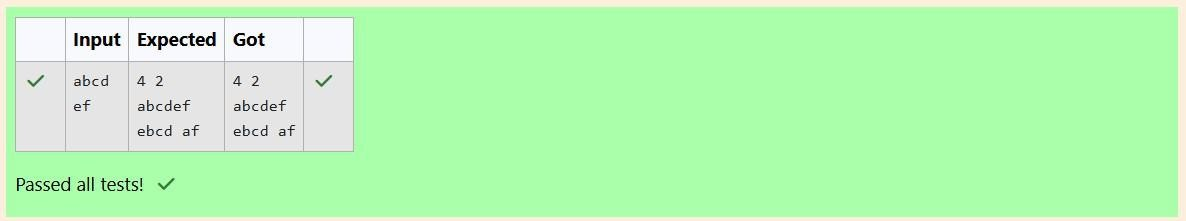 Input Expected Got
abcd 4 2 4 2
ef abcdef abcdef
ebcd af ebcd af
Passed all tests!